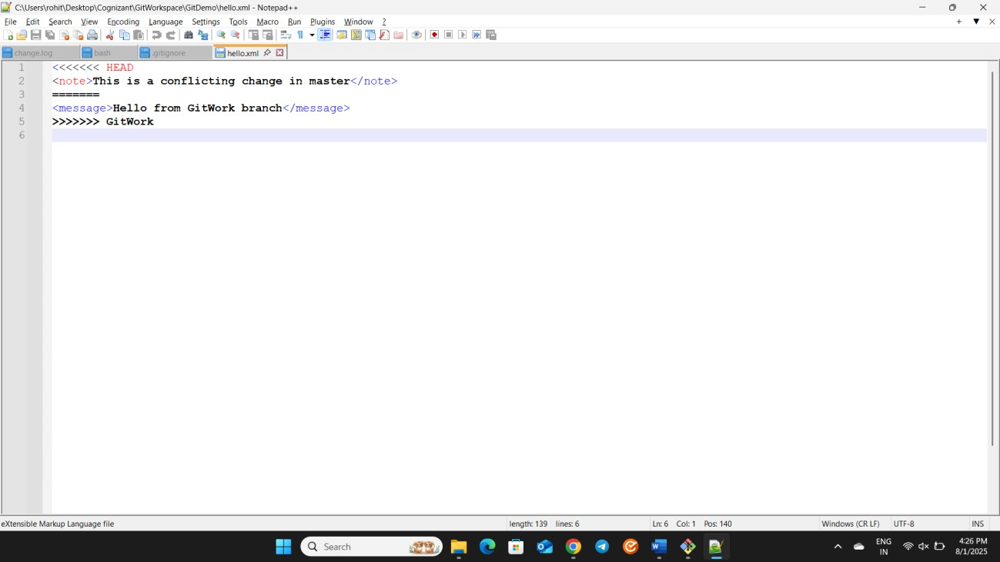 C:\Users\rohit\Desktop\Cognizant\GitWorkspace\GitDemo\hello.xml - Notepad++
File Edit Search View Encoding Language Settings Tools Macro Run Plugins Window ?
change.log bash .gitignore hello.xml
1 <<<<<<< HEAD
2 <note>This is a conflicting change in master</note>
3 =======
4 <message>Hello from GitWork branch</message>
5 >>>>>>> GitWork
6
eXtensible Markup Language file length: 139 lines: 6 Ln: 6 Col: 1 Pos: 140 Windows (CR LF) UTF-8 INS
Search ENG IN 4:26 PM 8/1/2025